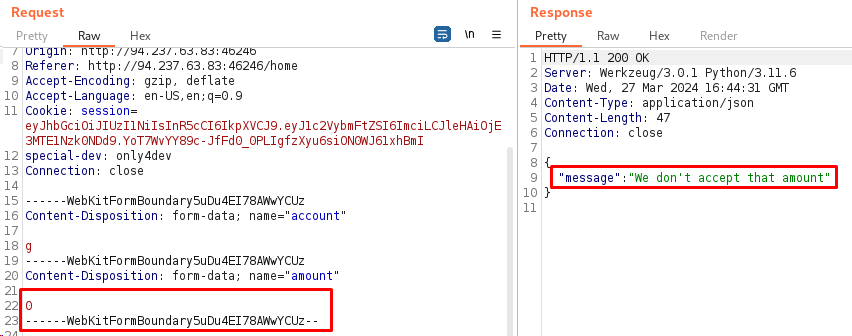 Request
Pretty Raw Hex
\n
7 Origin: http://94.237.63.83:46246
8 Referer: http://94.237.63.83:46246/home
9 Accept-Encoding: gzip, deflate
10 Accept-Language: en-US,en;q=0.9
11 Cookie: session=
eyJhbGciOiJIUzI1NiIsInR5cCI6IkpXVCJ9.eyJ1c2VybmFtZSI6ImciLCJleHAiOjE
3MTE1Nzk0NDd9.YoT7WvYY89c-JfFd0_0PLIgfzXyu6siON0WJ61xhBmI
12 special-dev: only4dev
13 Connection: close
14
15 ------WebKitFormBoundary5uDu4EI78AWwYCUz
16 Content-Disposition: form-data; name="account"
17
18 g
19 ------WebKitFormBoundary5uDu4EI78AWwYCUz
20 Content-Disposition: form-data; name="amount"
21
22 0
23 ------WebKitFormBoundary5uDu4EI78AWwYCUz--
Response
Pretty Raw Hex Render
1 HTTP/1.1 200 OK
2 Server: Werkzeug/3.0.1 Python/3.11.6
3 Date: Wed, 27 Mar 2024 16:44:31 GMT
4 Content-Type: application/json
5 Content-Length: 47
6 Connection: close
7
8 {
9 "message":"We don't accept that amount"
10 }
11